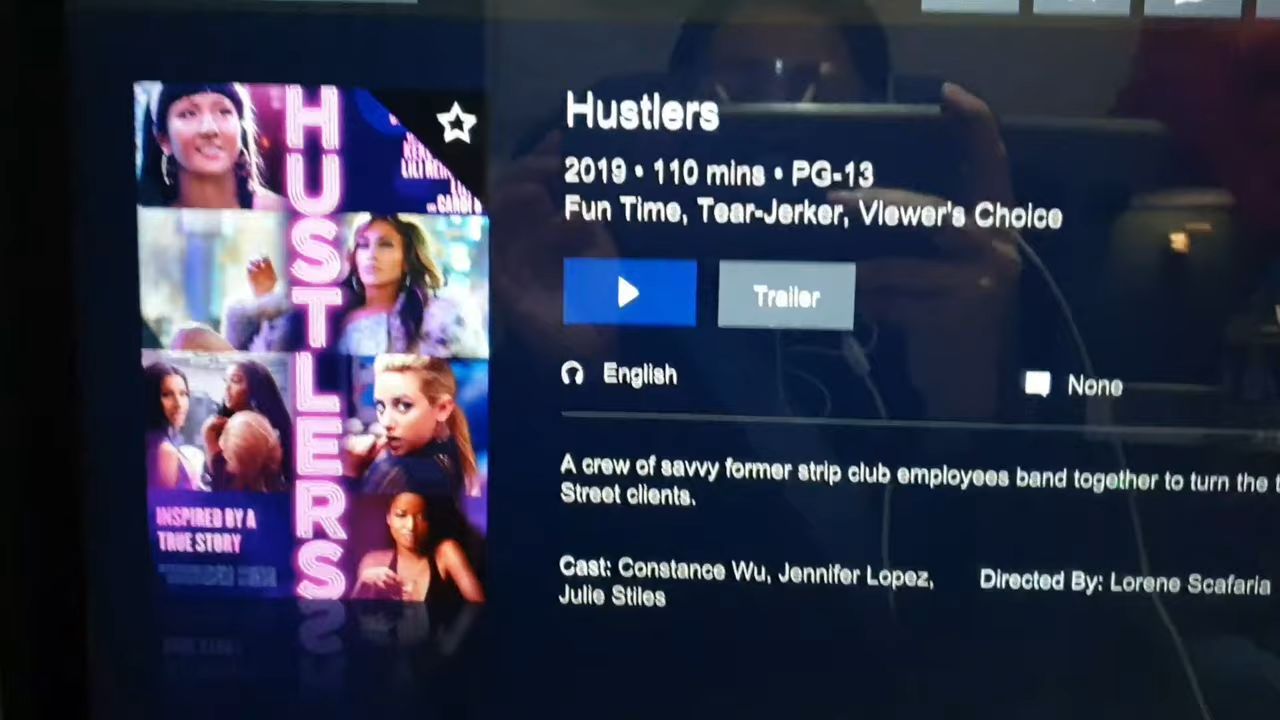 HUSTLERS
INSPIRED BY A
TRUE STORY
Hustlers
2019 • 110 mins • PG-13
Fun Time, Tear-Jerker, Viewer's Choice
Trailer
English
None
A crew of savvy former strip club employees band together to turn the
Street clients.
Cast: Constance Wu, Jennifer Lopez,
Julie Stiles
Directed By: Lorene Scafaria